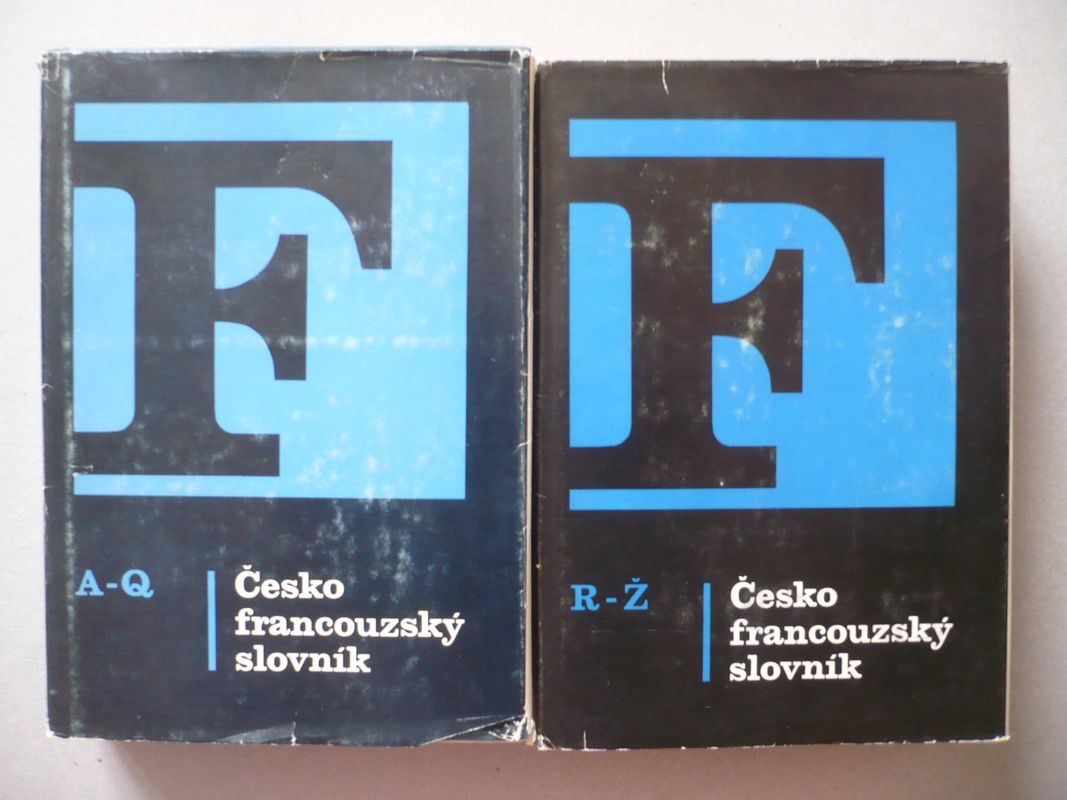 F
A-Q
Česko
francouzský
slovník
F
R-Ž
Česko
francouzský
slovník